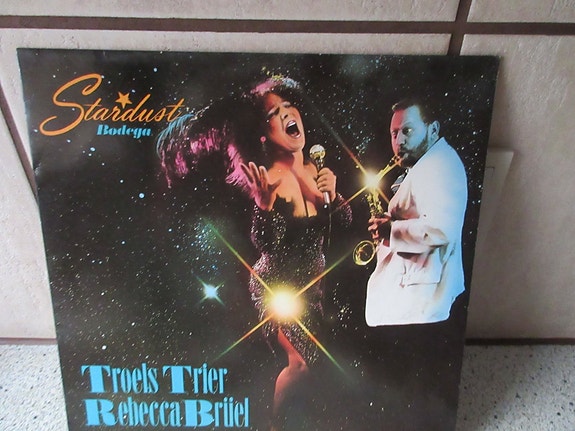 Stardust
Bodega
Troels Trier
Rebecca Brüel